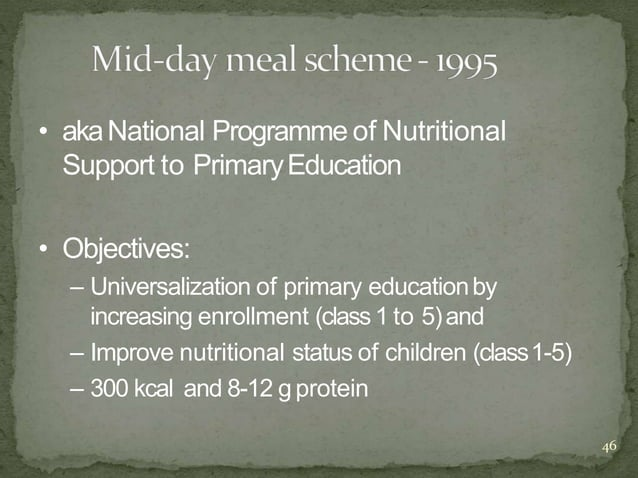 Mid-day meal scheme - 1995
• aka National Programme of Nutritional
Support to Primary Education
• Objectives:
– Universalization of primary education by
increasing enrollment (class 1 to 5) and
– Improve nutritional status of children (class 1-5)
– 300 kcal and 8-12 g protein
46